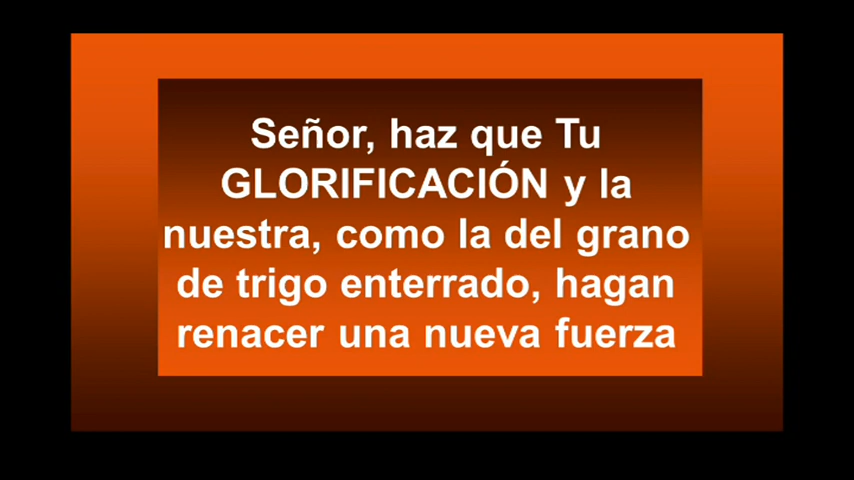 Señor, haz que Tu
GLORIFICACIÓN y la
nuestra, como la del grano
de trigo enterrado, hagan
renacer una nueva fuerza